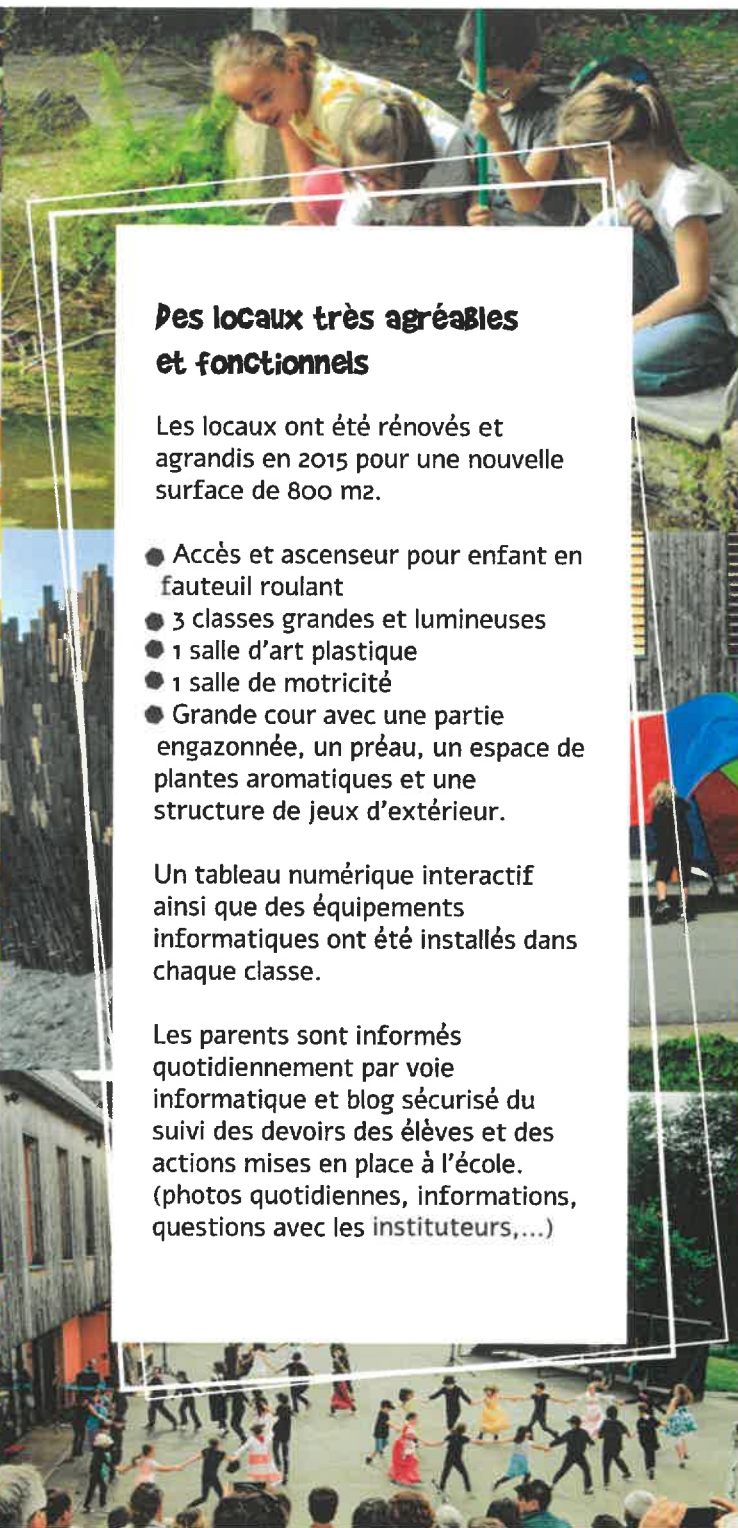 Des locaux très agréables
et fonctionnels
Les locaux ont été rénovés et
agrandis en 2015 pour une nouvelle
surface de 800 m2.
● Accès et ascenseur pour enfant en
fauteuil roulant
● 3 classes grandes et lumineuses
● 1 salle d'art plastique
● 1 salle de motricité
● Grande cour avec une partie
engazonnée, un préau, un espace de
plantes aromatiques et une
structure de jeux d'extérieur.
Un tableau numérique interactif
ainsi que des équipements
informatiques ont été installés dans
chaque classe.
Les parents sont informés
quotidiennement par voie
informatique et blog sécurisé du
suivi des devoirs des élèves et des
actions mises en place à l'école.
(photos quotidiennes, informations,
questions avec les instituteurs,...)